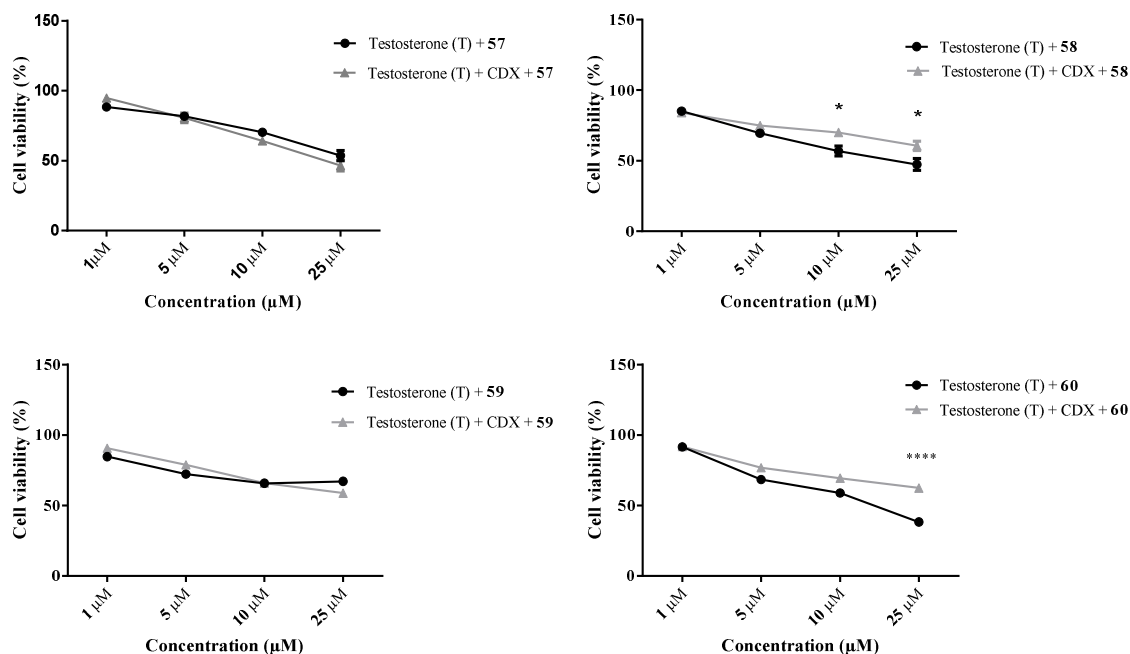 150
100
50
0
Cell viability (%)
Testosterone (T) + 57
Testosterone (T) + CDX + 57
1µM
5 µM
10 µM
25 µM
Concentration (µM)
150
100
50
0
Cell viability (%)
Testosterone (T) + 58
Testosterone (T) + CDX + 58
*
*
1 µM
5 µM
10 µM
25 µM
Concentration (µM)
150
100
50
0
Cell viability (%)
Testosterone (T) + 59
Testosterone (T) + CDX + 59
1 µM
5 µM
10 µM
25 µM
Concentration (µM)
150
100
50
0
Cell viability (%)
Testosterone (T) + 60
Testosterone (T) + CDX + 60
****
1 µM
5 µM
10 µM
25 µM
Concentration (µM)